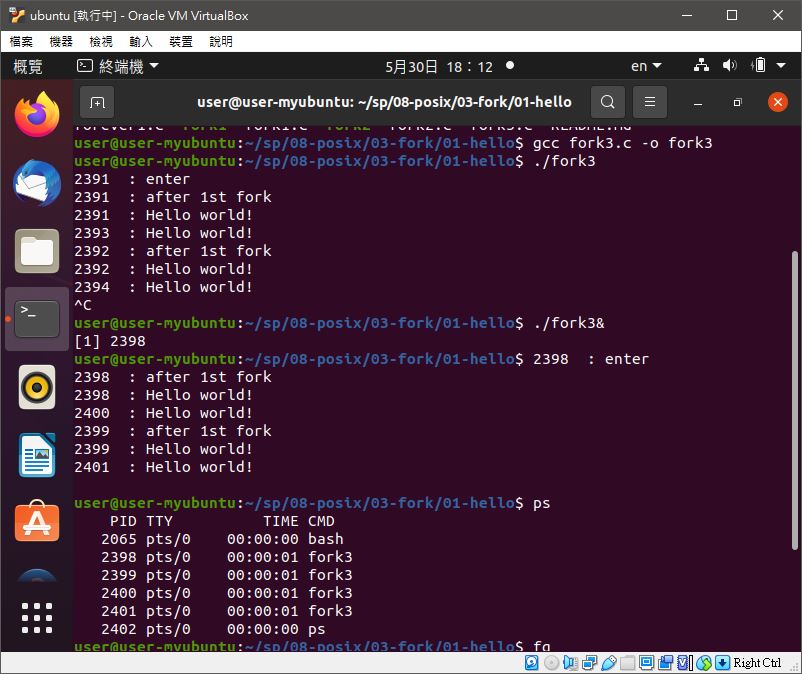 ubuntu [執行中] - Oracle VM VirtualBox
檔案 機器 檢視 輸入 裝置 說明
概覽 終端機 5月30日 18：12 en
user@user-myubuntu: ~/sp/08-posix/03-fork/01-hello
forever1.c fork1 fork1.c fork2 fork2.c fork3.c README.md
user@user-myubuntu:~/sp/08-posix/03-fork/01-hello$ gcc fork3.c -o fork3
user@user-myubuntu:~/sp/08-posix/03-fork/01-hello$ ./fork3
2391  : enter
2391  : after 1st fork
2391  : Hello world!
2393  : Hello world!
2392  : after 1st fork
2392  : Hello world!
2394  : Hello world!
^C
user@user-myubuntu:~/sp/08-posix/03-fork/01-hello$ ./fork3&
[1] 2398
user@user-myubuntu:~/sp/08-posix/03-fork/01-hello$ 2398  : enter
2398  : after 1st fork
2398  : Hello world!
2400  : Hello world!
2399  : after 1st fork
2399  : Hello world!
2401  : Hello world!
user@user-myubuntu:~/sp/08-posix/03-fork/01-hello$ ps
    PID TTY          TIME CMD
   2065 pts/0    00:00:00 bash
   2398 pts/0    00:00:01 fork3
   2399 pts/0    00:00:01 fork3
   2400 pts/0    00:00:01 fork3
   2401 pts/0    00:00:01 fork3
   2402 pts/0    00:00:00 ps
user@user-myubuntu:~/sp/08-posix/03-fork/01-hello$ fg
Right Ctrl